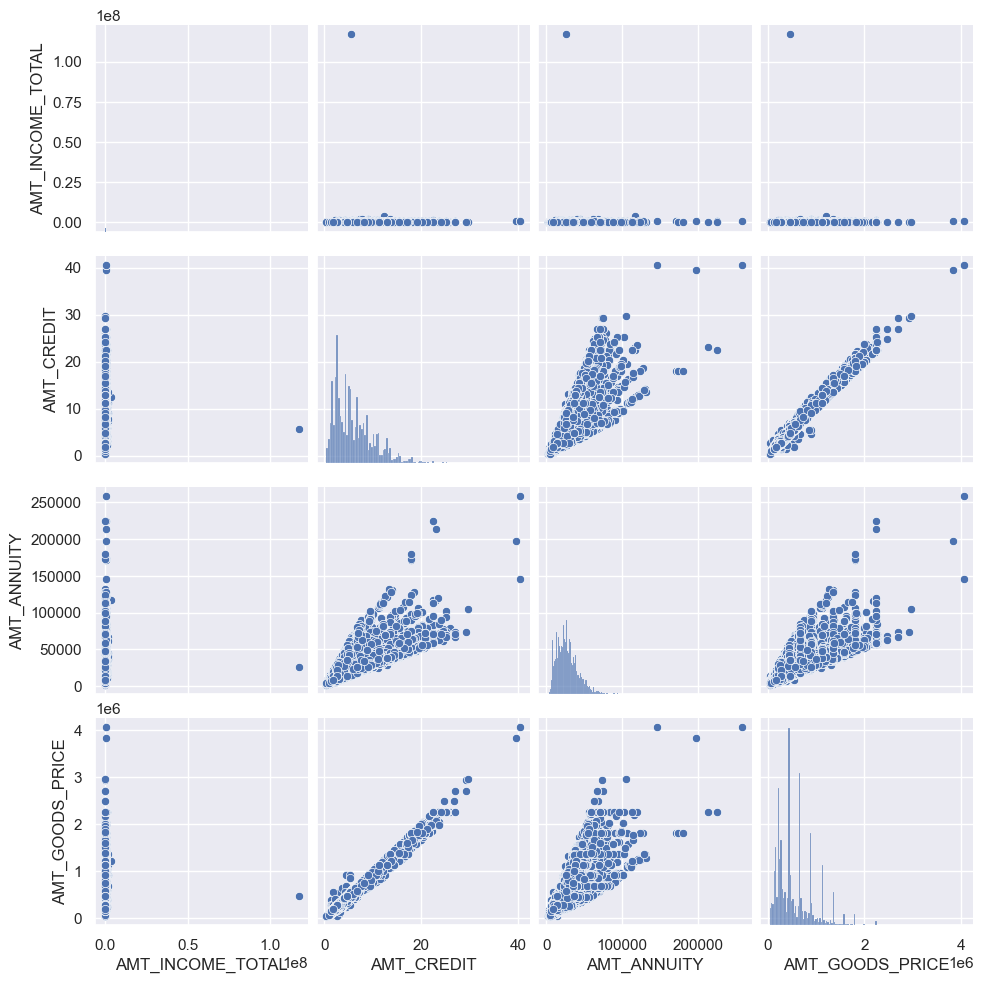 1e8
1.00
0.75
0.50
0.25
0.00
AMT_INCOME_TOTAL
40
30
20
10
0
AMT_CREDIT
250000
200000
150000
100000
50000
0
AMT_ANNUITY
1e6
4
3
2
1
0
AMT_GOODS_PRICE
0.0 1.0 0 20 40 0 100000 200000 0 2 4
AMT_INCOME_TOTAL 1e8 AMT_CREDIT AMT_ANNUITY AMT_GOODS_PRICE 1e6